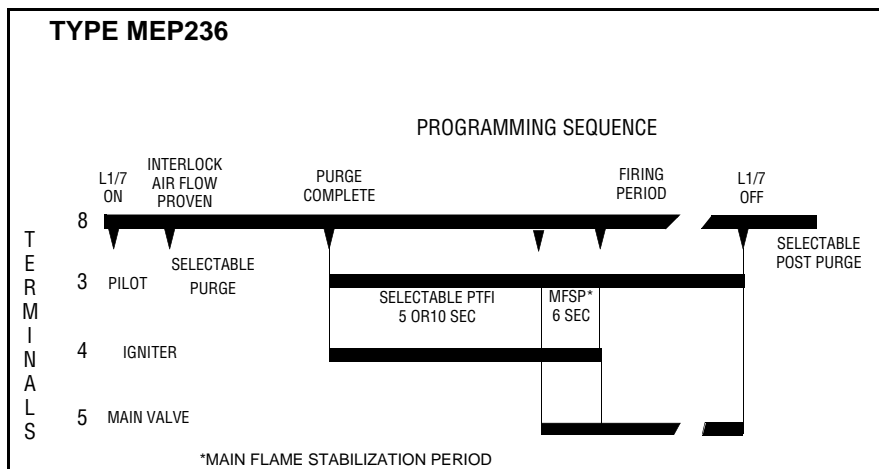 TYPE MEP236
PROGRAMMING SEQUENCE
L1/7
ON
INTERLOCK
AIR FLOW
PROVEN
PURGE
COMPLETE
FIRING
PERIOD
L1/7
OFF
TERMINALS
8
SELECTABLE
POST PURGE
3 PILOT
SELECTABLE
PURGE
SELECTABLE PTFI
5 OR10 SEC
MFSP*
6 SEC
4 IGNITER
5 MAIN VALVE
*MAIN FLAME STABILIZATION PERIOD